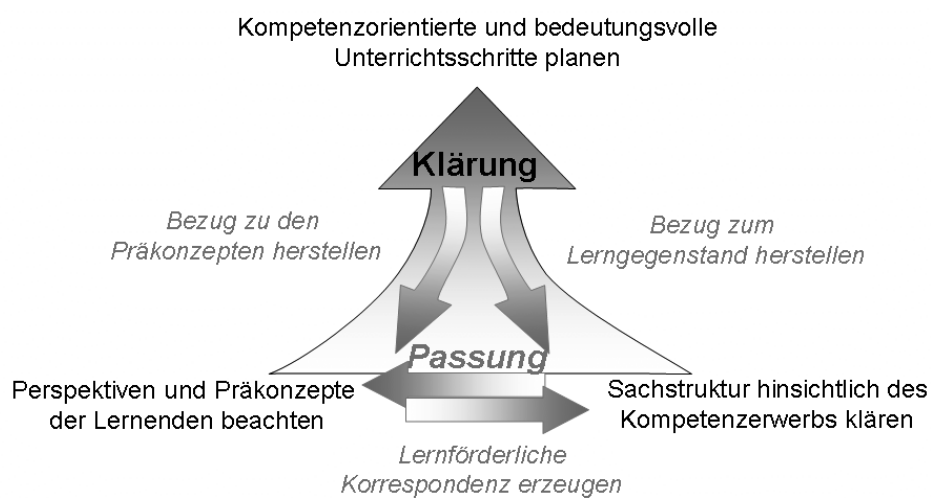 Kompetenzorientierte und bedeutungsvolle
Unterrichtsschritte planen
Klärung
Bezug zu den
Präkonzepten herstellen
Bezug zum
Lerngegenstand herstellen
Passung
Perspektiven und Präkonzepte
der Lernenden beachten
Sachstruktur hinsichtlich des
Kompetenzerwerbs klären
Lernförderliche
Korrespondenz erzeugen